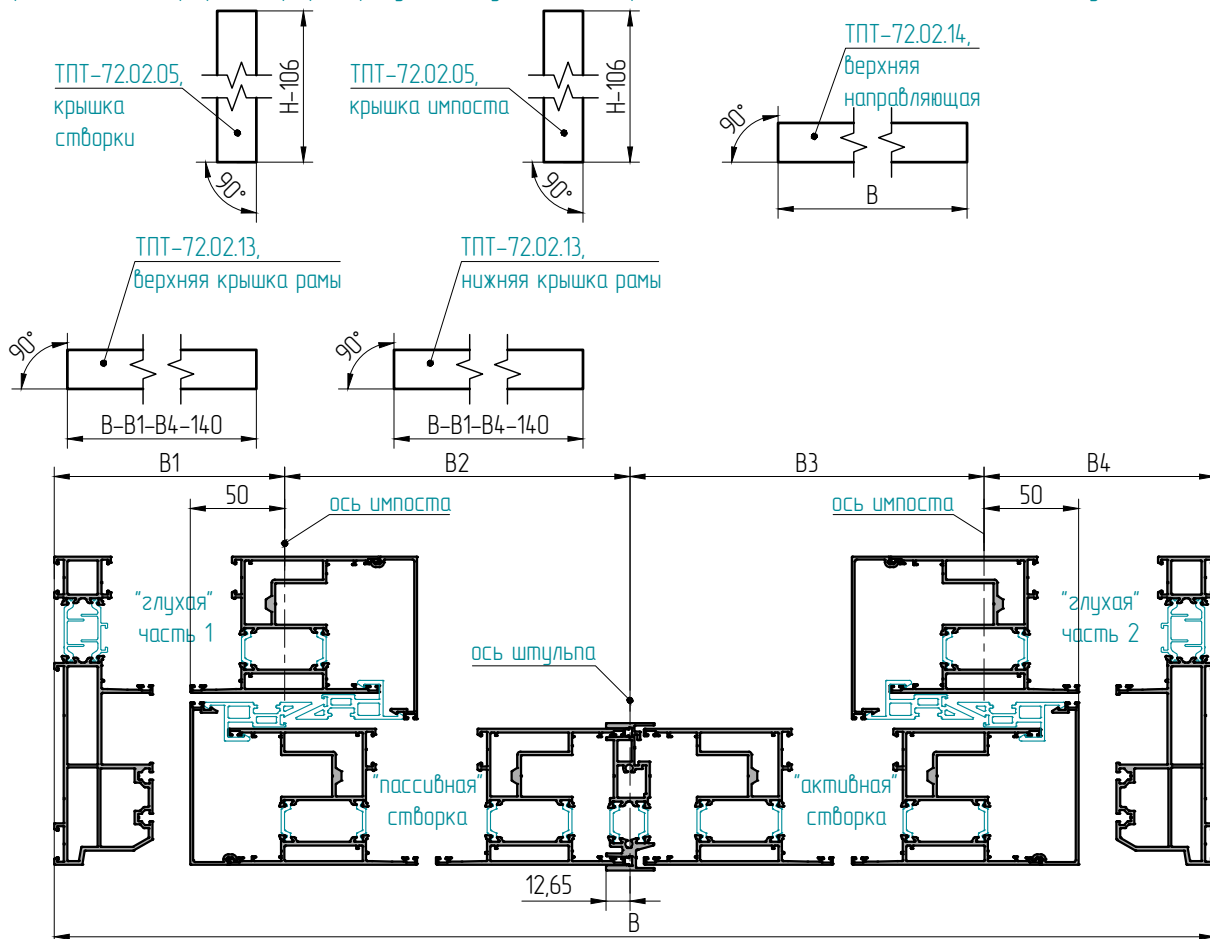 ТПТ-72.02.05,
крышка
створки
Н-106
90°
ТПТ-72.02.05,
крышка импоста
Н-106
90°
ТПТ-72.02.14,
верхняя
направляющая
90°
В
ТПТ-72.02.13,
верхняя крышка рамы
90°
В-В1-В4-140
ТПТ-72.02.13,
нижняя крышка рамы
90°
В-В1-В4-140
В1
В2
В3
В4
50
ось импоста
ось импоста
50
"глухая"
часть 1
"глухая"
часть 2
ось штульпа
"пассивная"
створка
"активная"
створка
12,65
В